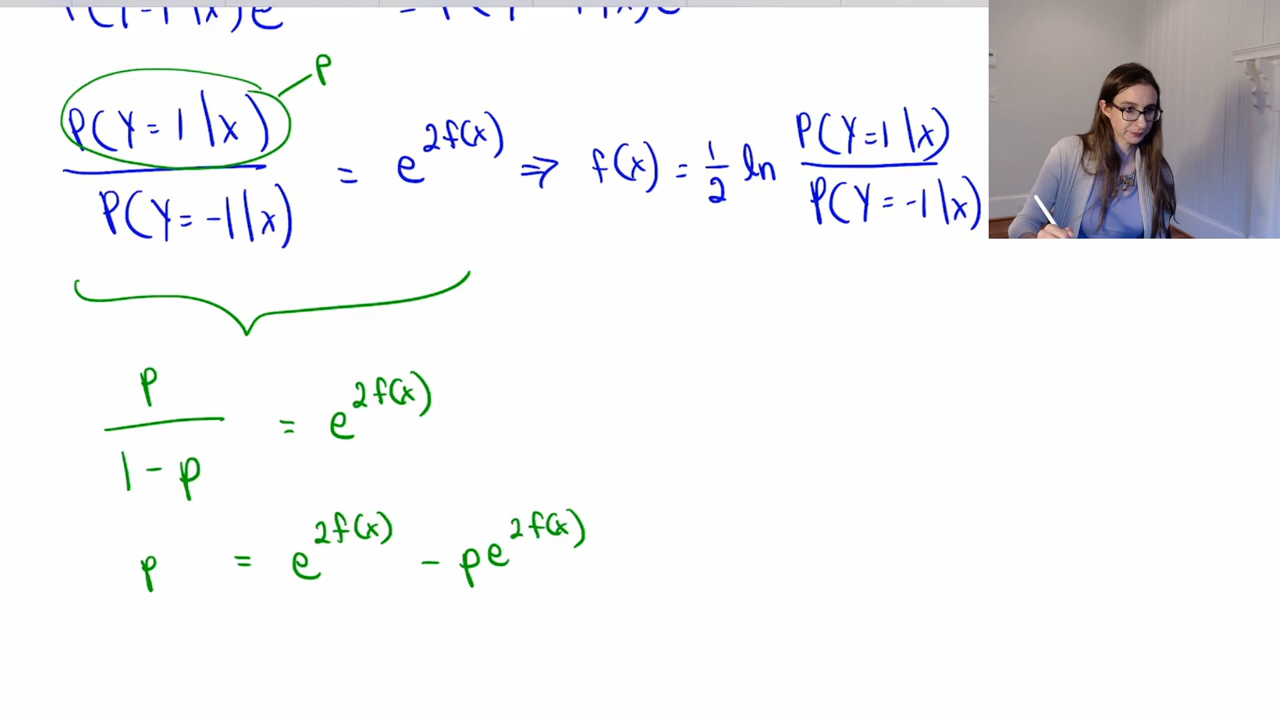 P
P(Y=1|x) / P(Y=-1|x) = e^{2f(x)} ⇒ f(x) = 1/2 ln P(Y=1|x) / P(Y=-1|x)
p / 1-p = e^{2f(x)}
p = e^{2f(x)} - pe^{2f(x)}